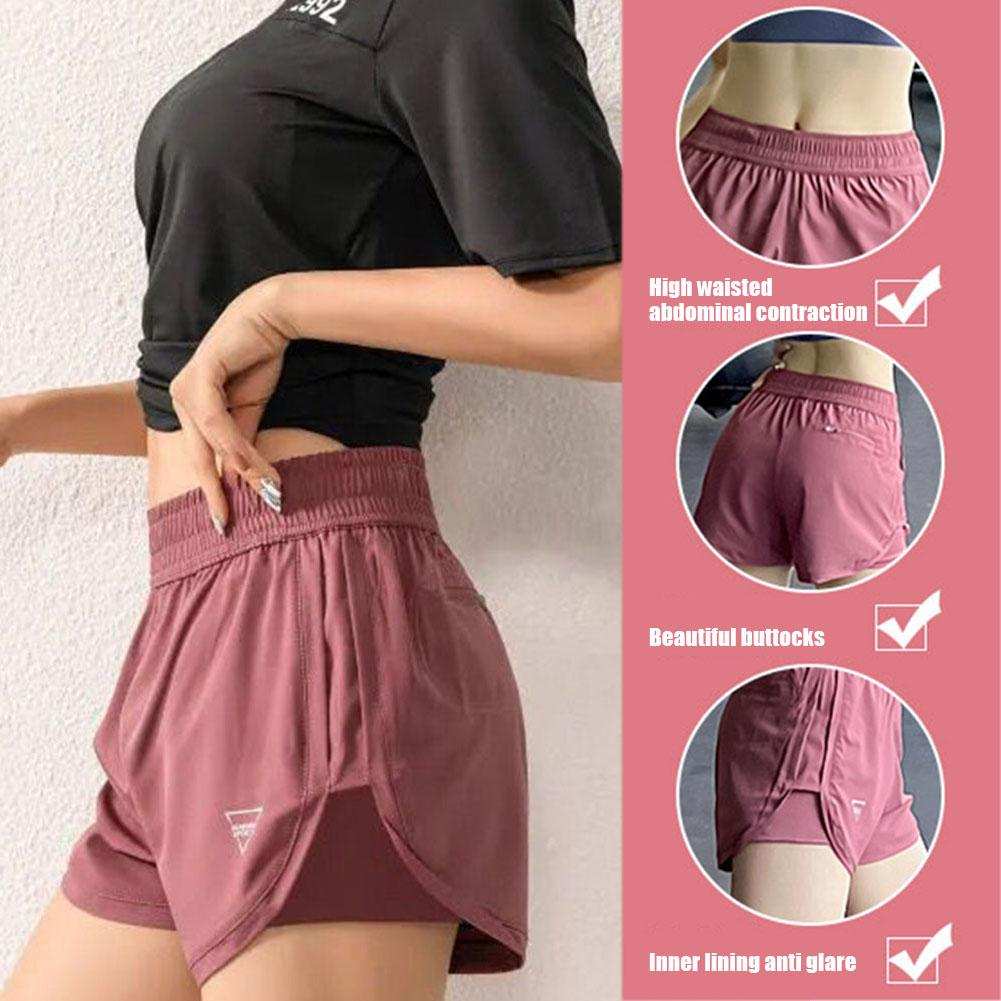 High waisted
abdominal contraction
Beautiful buttocks
Inner lining anti glare